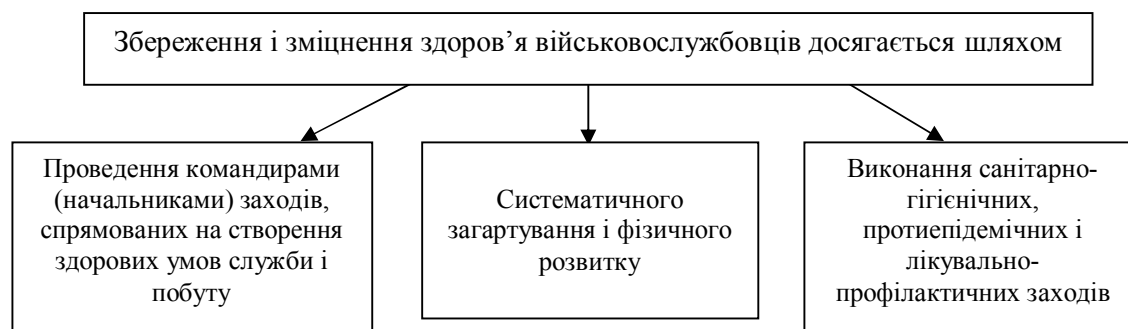 Збереження і зміцнення здоров’я військовослужбовців досягається шляхом
Проведення командирами
(начальниками) заходів,
спрямованих на створення
здорових умов служби і
побуту
Систематичного
загартування і фізичного
розвитку
Виконання санітарно-
гігієнічних,
протиепідемічних і
лікувально-
профілактичних заходів